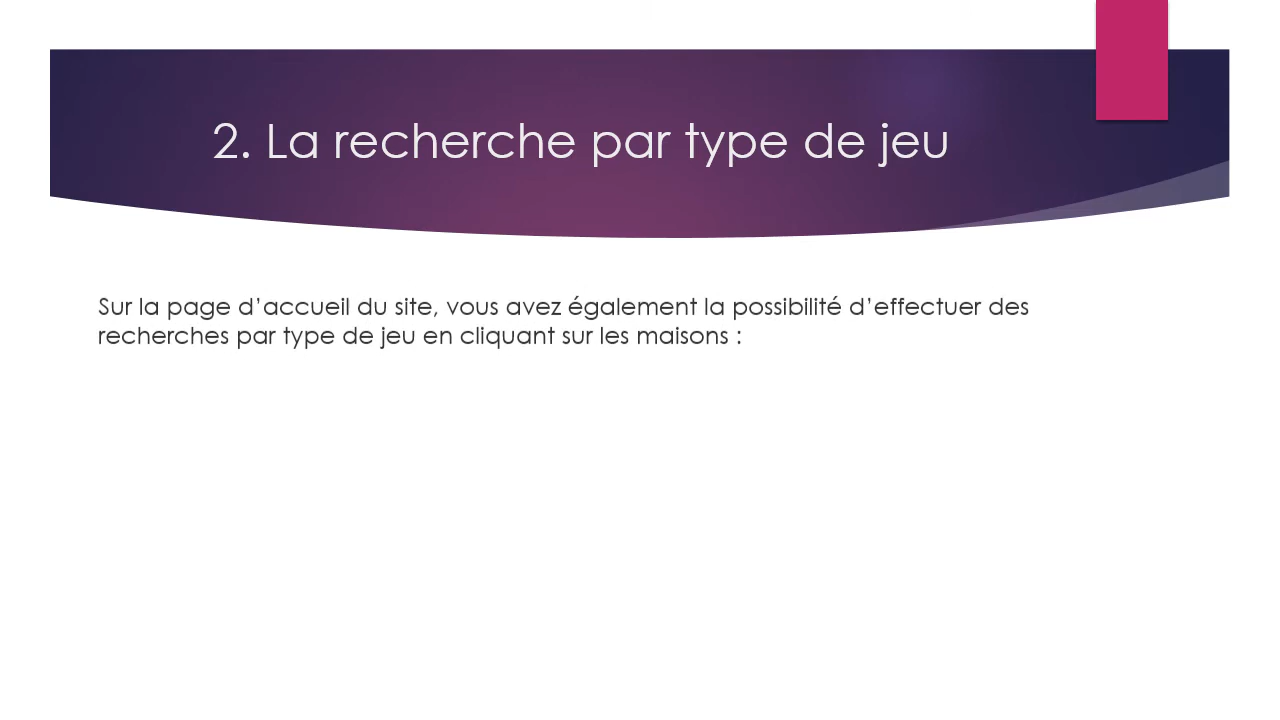 2. La recherche par type de jeu
Sur la page d’accueil du site, vous avez également la possibilité d’effectuer des
recherches par type de jeu en cliquant sur les maisons :